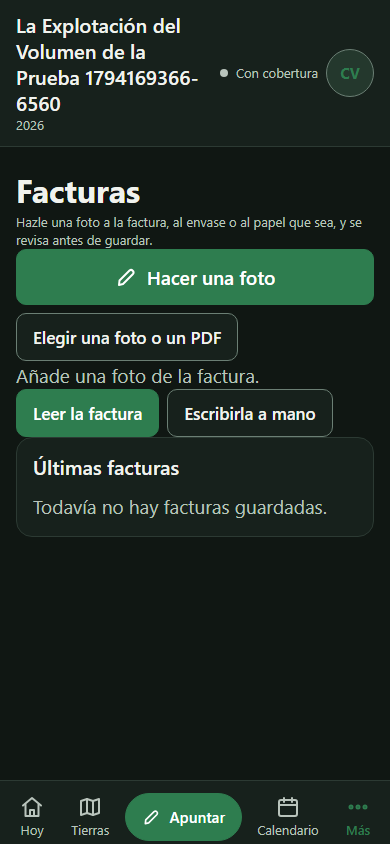 La Explotación del
Volumen de la
Prueba 1794169366-
6560
2026
Con cobertura
CV
Facturas
Hazle una foto a la factura, al envase o al papel que sea, y se
revisa antes de guardar.
Hacer una foto
Elegir una foto o un PDF
Añade una foto de la factura.
Leer la factura
Escribirla a mano
Últimas facturas
Todavía no hay facturas guardadas.
Hoy
Tierras
Apuntar
Calendario
Más